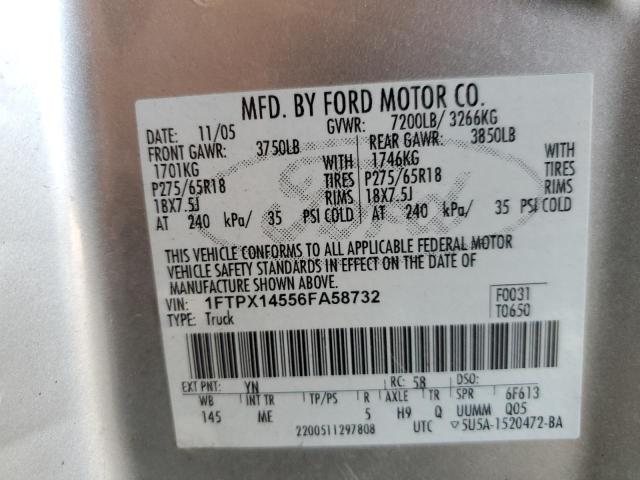 MFD. BY FORD MOTOR CO.
DATE: 11/05 GVWR: 7200LB/ 3266KG
FRONT GAWR: 3750LB REAR GAWR: 3850LB
1701KG WITH 1746KG WITH
P275/65R18 TIRES P275/65R18 TIRES
18X7.5J RIMS 18X7.5J RIMS
AT 240 kPa/ 35 PSI COLD AT 240 kPa/ 35 PSI COLD
Ford
THIS VEHICLE CONFORMS TO ALL APPLICABLE FEDERAL MOTOR
VEHICLE SAFETY STANDARDS IN EFFECT ON THE DATE OF
MANUFACTURE SHOWN ABOVE.
VIN: 1FTPX14556FA58732 F0031
TYPE: Truck T0650
EXT PNT: YN RC: 58 DSO:
WB INT TR TP/PS R AXLE TR SPR 6F613
145 ME 5 H9 Q UUMM Q05
2200511297808 UTC ▽5U5A-1520472-BA